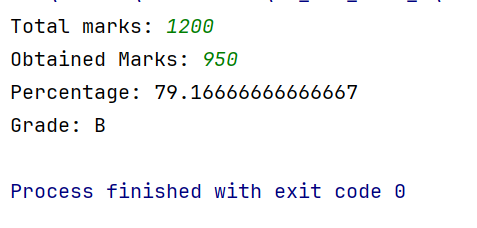 Total marks: 1200
Obtained Marks: 950
Percentage: 79.16666666666667
Grade: B
Process finished with exit code 0